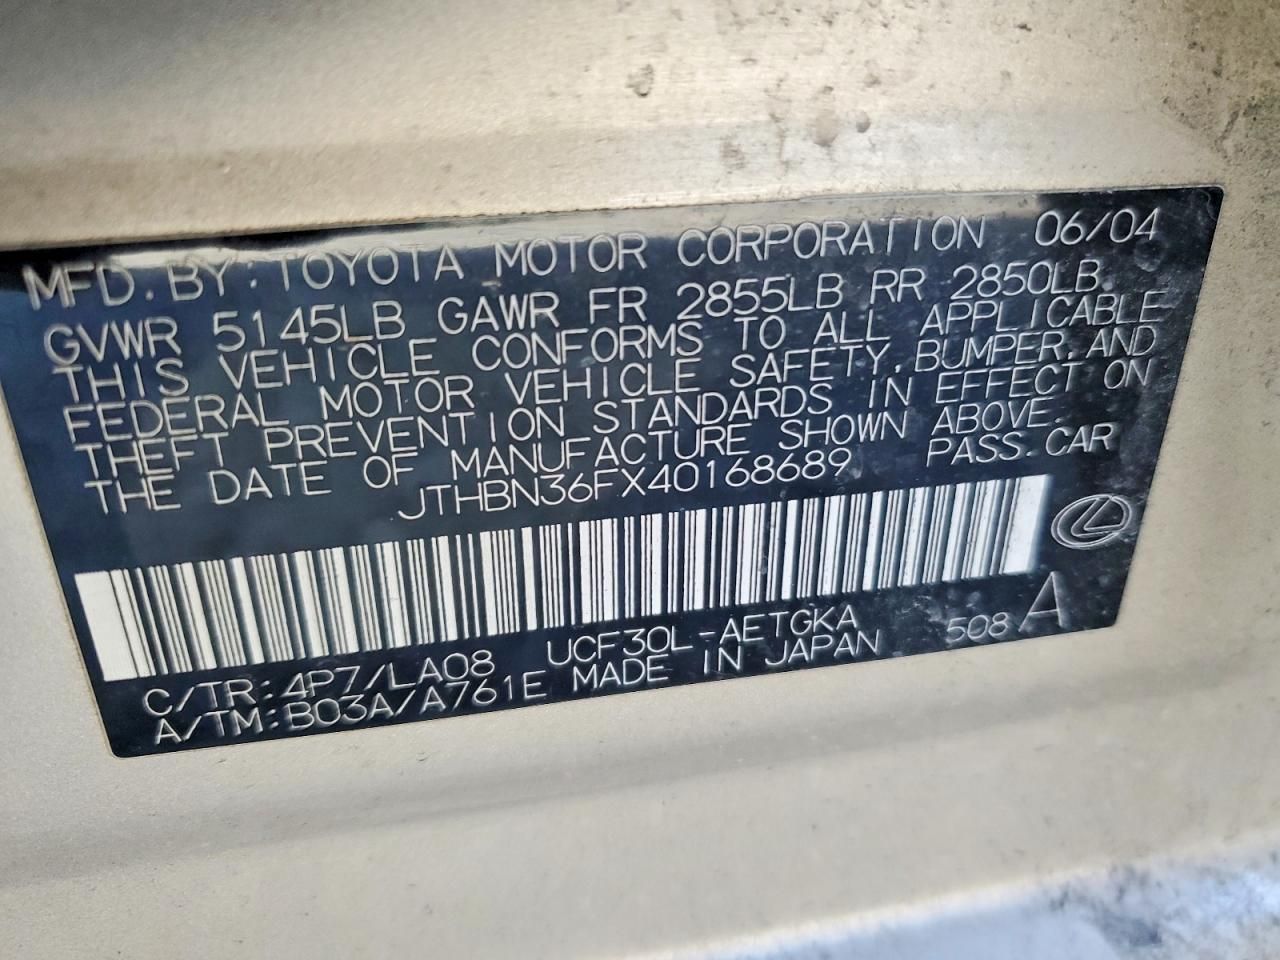 MFD. BY: TOYOTA MOTOR CORPORATION 06/04
GVWR 5145LB GAWR FR 2855LB RR 2850LB
THIS VEHICLE CONFORMS TO ALL APPLICABLE
FEDERAL MOTOR VEHICLE SAFETY, BUMPER, AND
THEFT PREVENTION STANDARDS IN EFFECT ON
THE DATE OF MANUFACTURE SHOWN ABOVE.
JTHBN36FX40168689 PASS. CAR
UCF30L-AETGKA 508 A
C/TR: 4P7/LA08 MADE IN JAPAN
A/TM: B03A/A761E